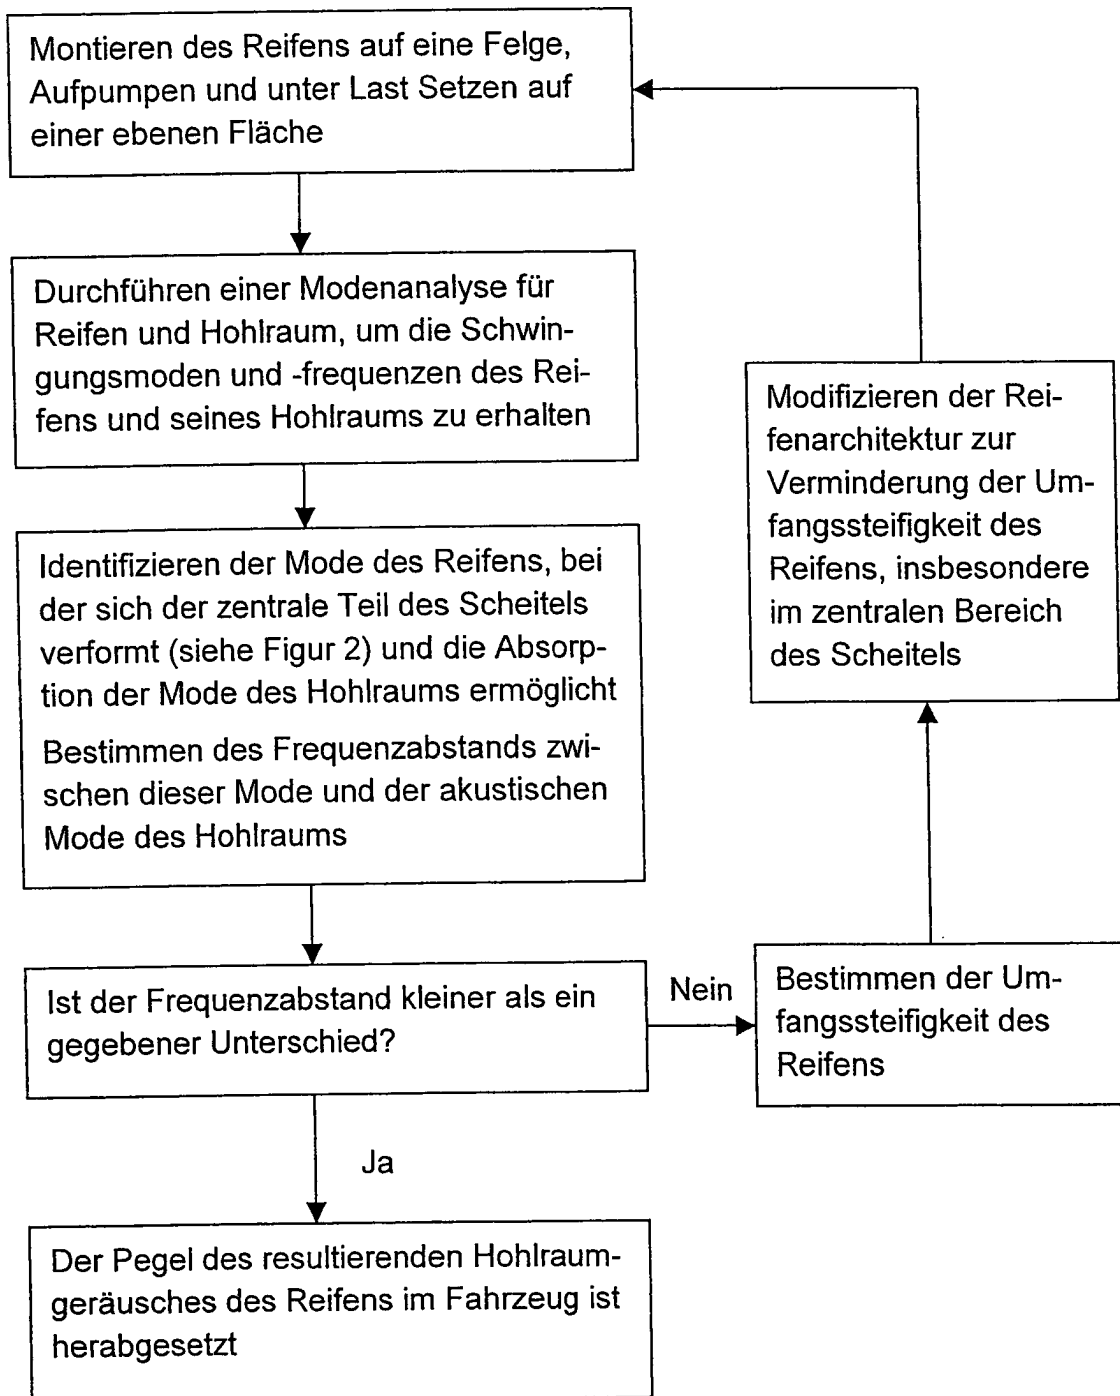 Montieren des Reifens auf eine Felge,
Aufpumpen und unter Last Setzen auf
einer ebenen Fläche
Durchführen einer Modenanalyse für
Reifen und Hohlraum, um die Schwin-
gungsmoden und -frequenzen des Rei-
fens und seines Hohlraums zu erhalten
Identifizieren der Mode des Reifens, bei
der sich der zentrale Teil des Scheitels
verformt (siehe Figur 2) und die Absorp-
tion der Mode des Hohlraums ermöglicht
Bestimmen des Frequenzabstands zwi-
schen dieser Mode und der akustischen
Mode des Hohlraums
Ist der Frequenzabstand kleiner als ein
gegebener Unterschied?
Nein
Bestimmen der Um-
fangssteifigkeit des
Reifens
Modifizieren der Rei-
fenarchitektur zur
Verminderung der Um-
fangssteifigkeit des
Reifens, insbesondere
im zentralen Bereich
des Scheitels
Ja
Der Pegel des resultierenden Hohlraum-
geräusches des Reifens im Fahrzeug ist
herabgesetzt